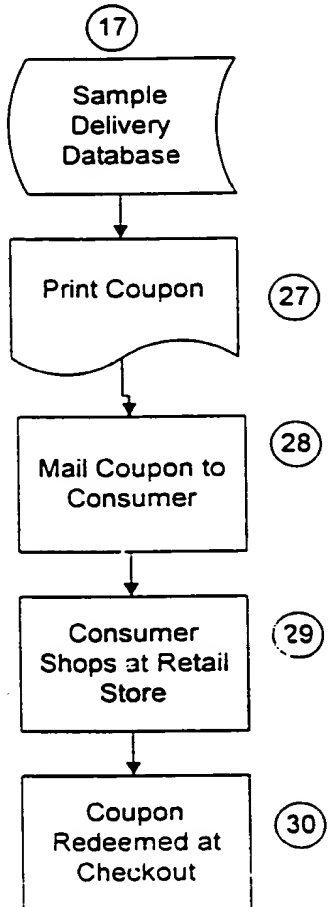 17
Sample
Delivery
Database
Print Coupon
27
28
Mail Coupon to
Consumer
29
Consumer
Shops at Retail
Store
30
Coupon
Redeemed at
Checkout